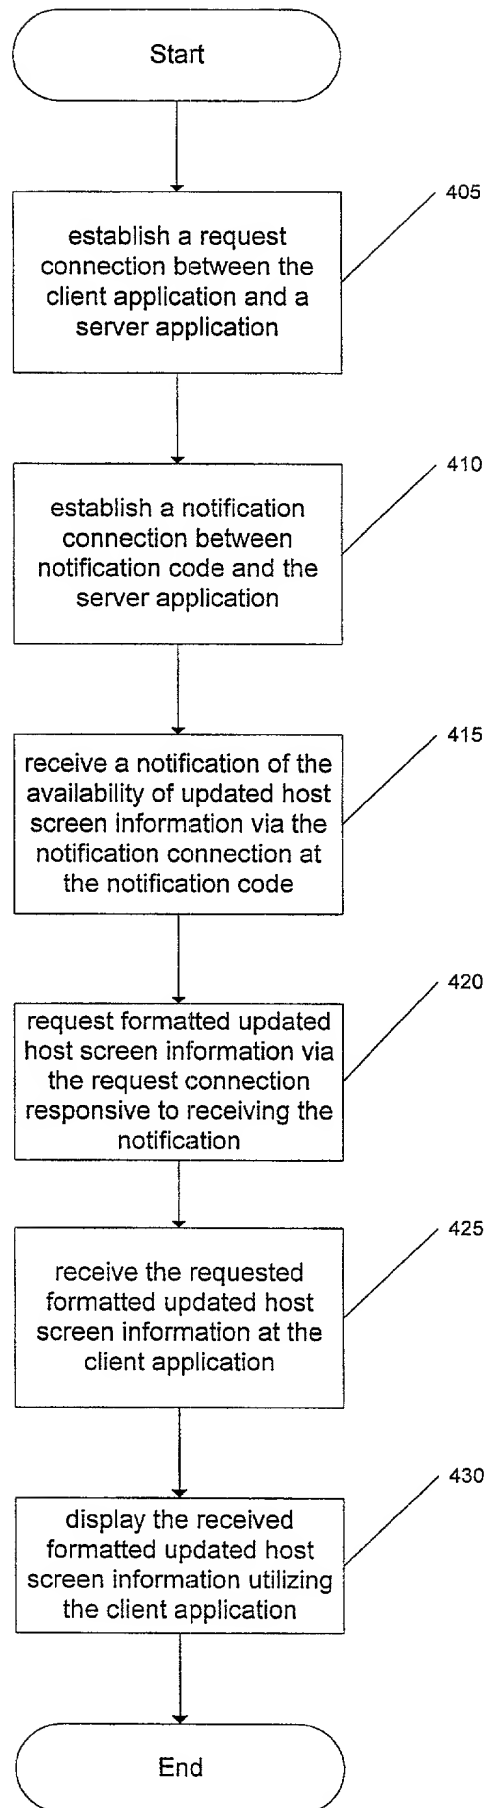 Start
405
establish a request
connection between the
client application and a
server application
410
establish a notification
connection between
notification code and the
server application
415
receive a notification of the
availability of updated host
screen information via the
notification connection at
the notification code
420
request formatted updated
host screen information via
the request connection
responsive to receiving the
notification
425
receive the requested
formatted updated host
screen information at the
client application
430
display the received
formatted updated host
screen information utilizing
the client application
End